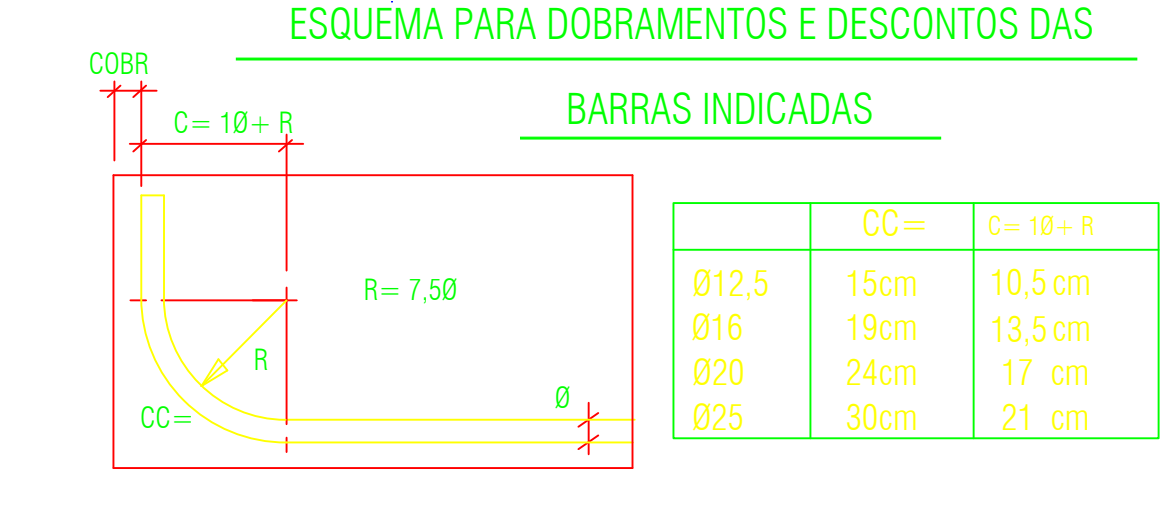 ESQUEMA PARA DOBRAMENTOS E DESCONTOS DAS
BARRAS INDICADAS
COBR
C= 1Ø+ R
R= 7,5Ø
R
CC=
Ø
CC= C= 1Ø+ R
Ø12,5 15cm 10,5 cm
Ø16 19cm 13,5 cm
Ø20 24cm 17 cm
Ø25 30cm 21 cm